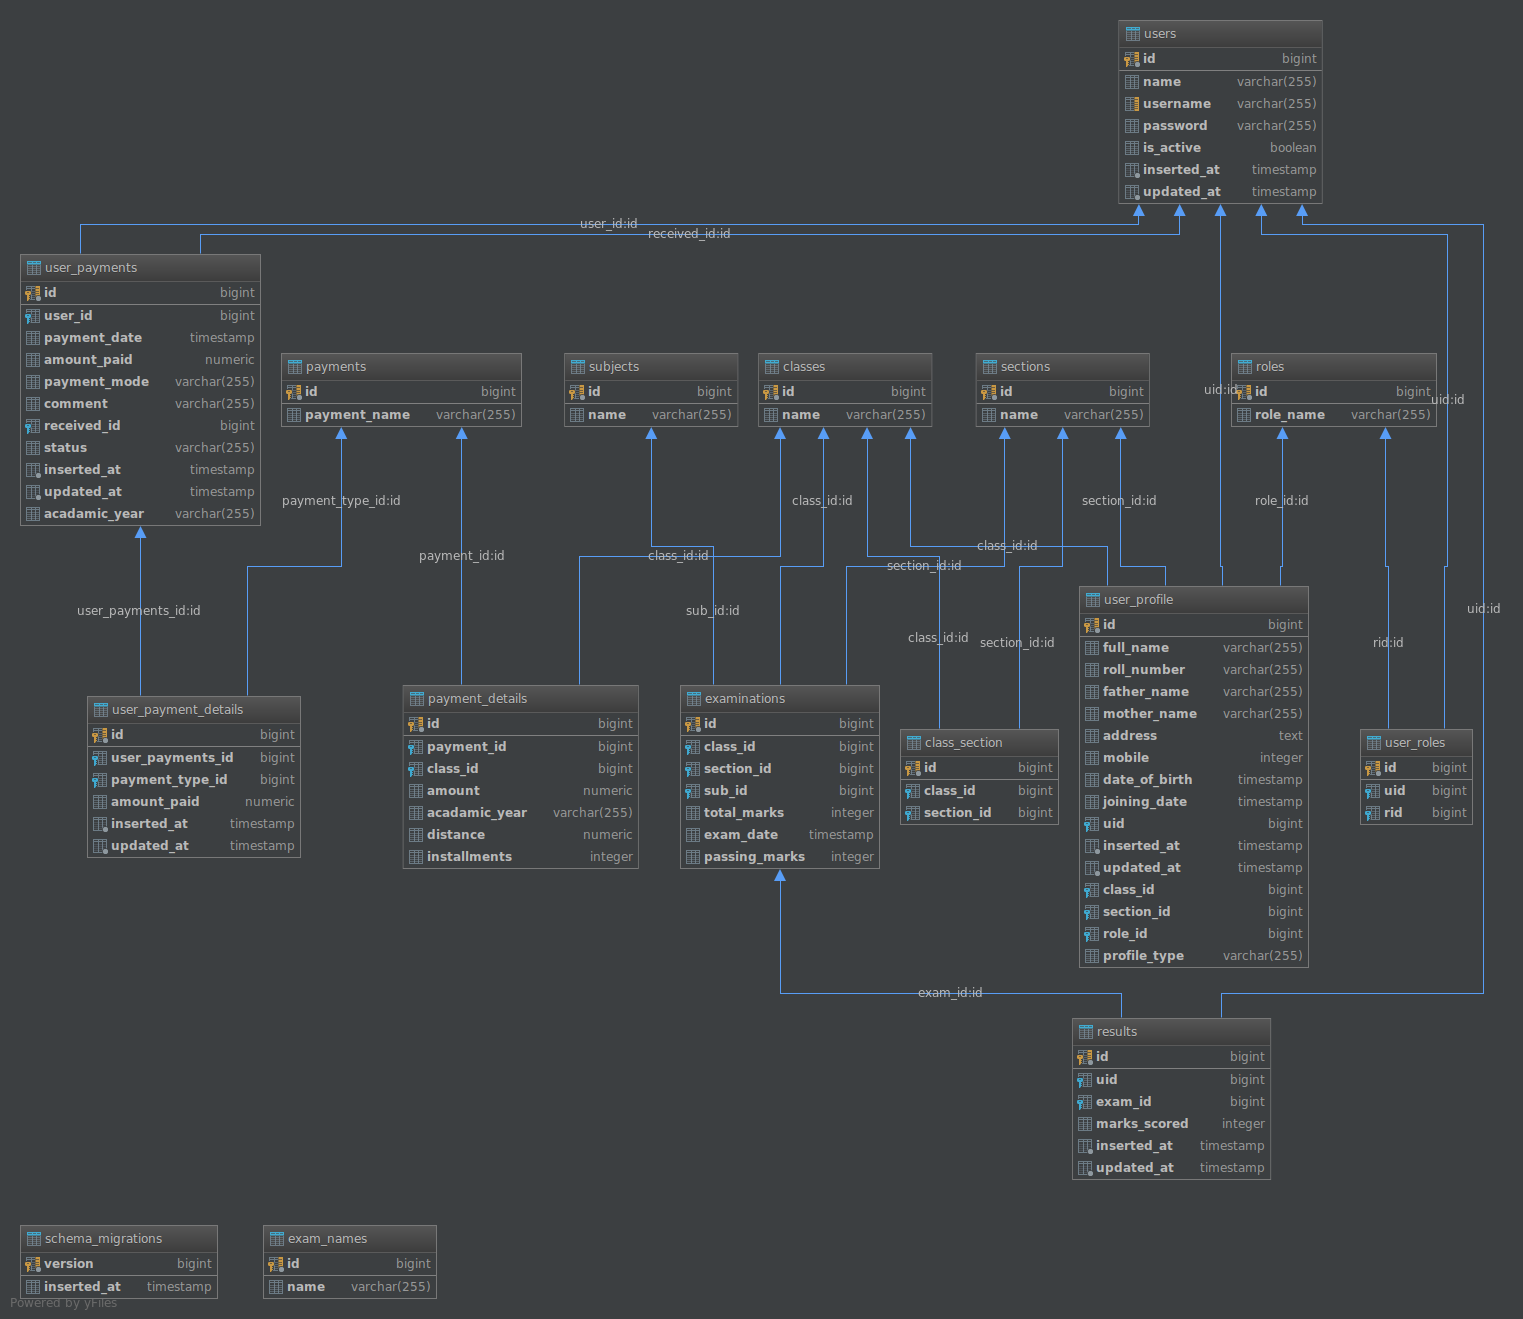 users
id bigint
name varchar(255)
username varchar(255)
password varchar(255)
is_active boolean
inserted_at timestamp
updated_at timestamp
user_id:id
received_id:id
user_payments
id bigint
user_id bigint
payment_date timestamp
amount_paid numeric
payment_mode varchar(255)
comment varchar(255)
received_id bigint
status varchar(255)
inserted_at timestamp
updated_at timestamp
acadamic_year varchar(255)
payments
id bigint
payment_name varchar(255)
subjects
id bigint
name varchar(255)
classes
id bigint
name varchar(255)
sections
id bigint
name varchar(255)
roles
id bigint
role_name varchar(255)
uid:id
uid:id
payment_type_id:id
class_id:id
section_id:id
role_id:id
payment_id:id
class_id:id
class_id:id
section_id:id
user_payments_id:id
sub_id:id
class_id:id
section_id:id
rid:id
uid:id
user_profile
id bigint
full_name varchar(255)
roll_number varchar(255)
father_name varchar(255)
mother_name varchar(255)
address text
mobile integer
date_of_birth timestamp
joining_date timestamp
uid bigint
inserted_at timestamp
updated_at timestamp
class_id bigint
section_id bigint
role_id bigint
profile_type varchar(255)
user_payment_details
id bigint
user_payments_id bigint
payment_type_id bigint
amount_paid numeric
inserted_at timestamp
updated_at timestamp
payment_details
id bigint
payment_id bigint
class_id bigint
amount numeric
acadamic_year varchar(255)
distance numeric
installments integer
examinations
id bigint
class_id bigint
section_id bigint
sub_id bigint
total_marks integer
exam_date timestamp
passing_marks integer
class_section
id bigint
class_id bigint
section_id bigint
user_roles
id bigint
uid bigint
rid bigint
exam_id:id
results
id bigint
uid bigint
exam_id bigint
marks_scored integer
inserted_at timestamp
updated_at timestamp
schema_migrations
version bigint
inserted_at timestamp
exam_names
id bigint
name varchar(255)
Powered by yFiles